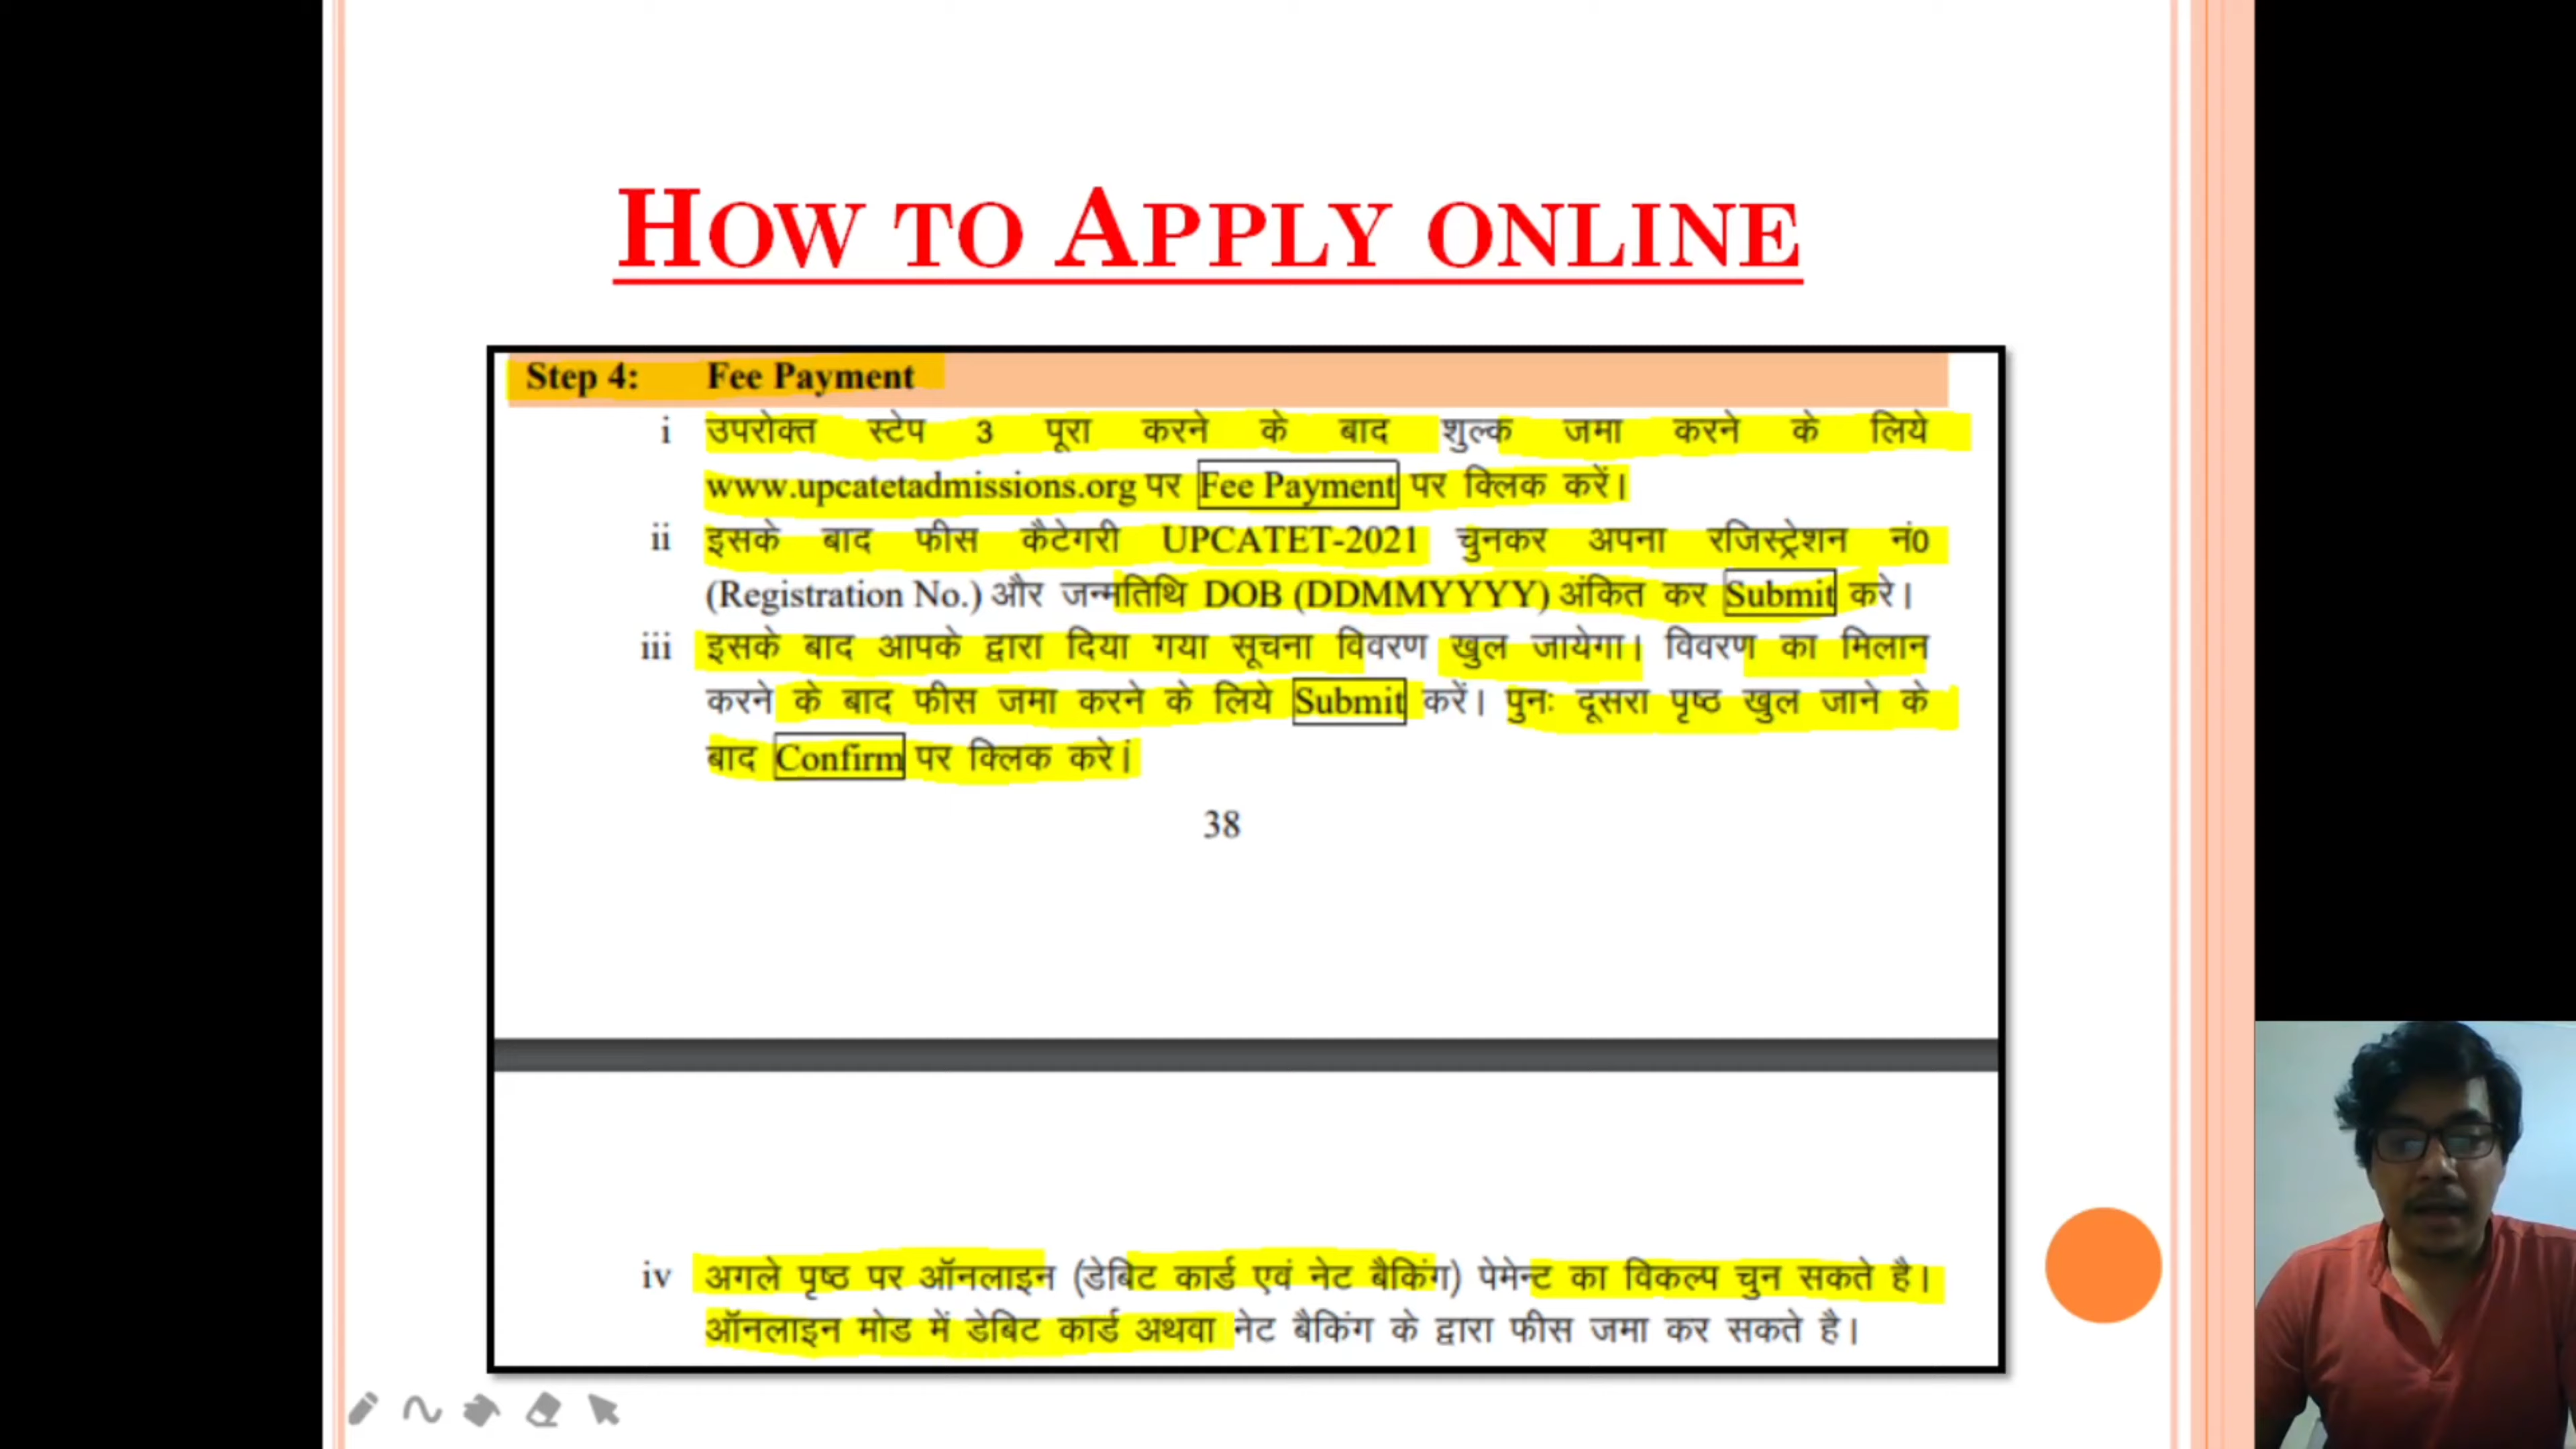 HOW TO APPLY ONLINE
Step 4: Fee Payment
i उपरोक्त स्टेप 3 पूरा करने के बाद शुल्क जमा करने के लिये
www.upcatetadmissions.org पर Fee Payment पर क्लिक करें।
ii इसके बाद फीस कैटेगरी UPCATET-2021 चुनकर अपना रजिस्ट्रेशन नं0
(Registration No.) और जन्मतिथि DOB (DDMMYYYY) अंकित कर Submit करे।
iii इसके बाद आपके द्वारा दिया गया सूचना विवरण खुल जायेगा। विवरण का मिलान
करने के बाद फीस जमा करने के लिये Submit करें। पुनः दूसरा पृष्ठ खुल जाने के
बाद Confirm पर क्लिक करे।
38
iv अगले पृष्ठ पर ऑनलाइन (डेबिट कार्ड एवं नेट बैकिंग) पेमेन्ट का विकल्प चुन सकते है।
ऑनलाइन मोड में डेबिट कार्ड अथवा नेट बैकिंग के द्वारा फीस जमा कर सकते है।